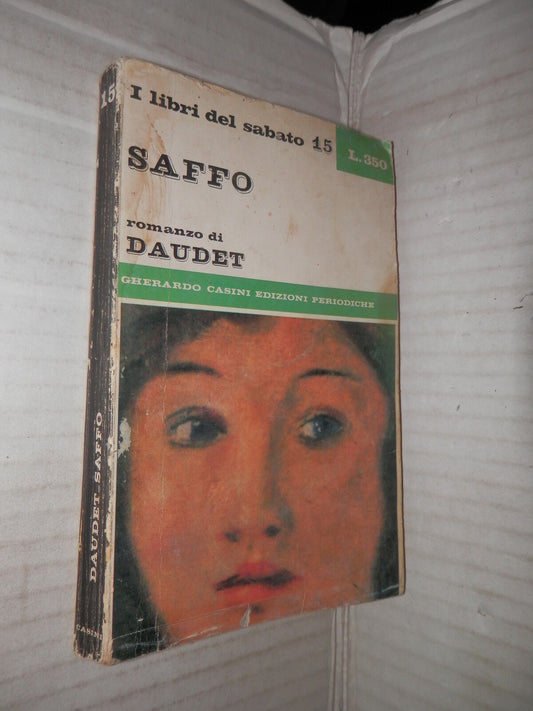 I libri del sabato 15
L.350
SAFFO
romanzo di
DAUDET
GHERARDO CASINI EDIZIONI PERIODICHE
15
DAUDET SAFFO
CASINI